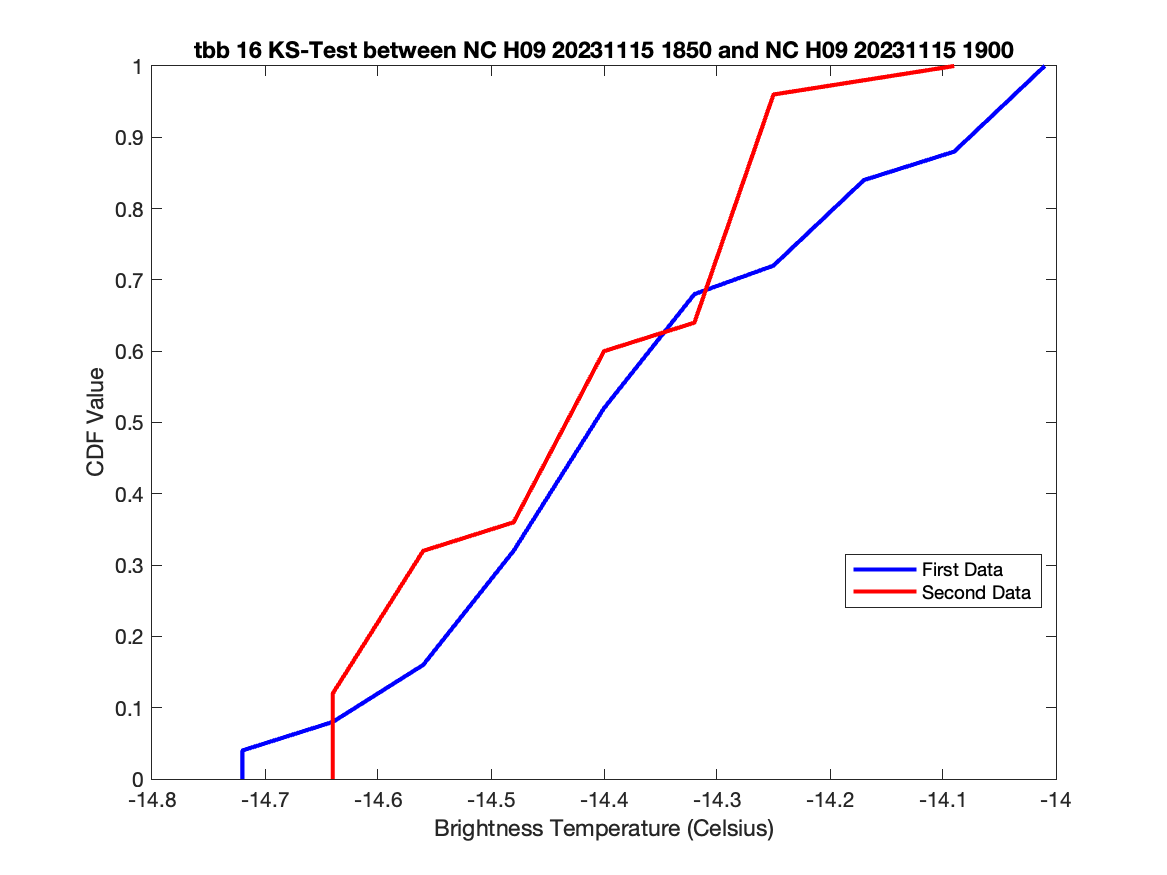 tbb 16 KS-Test between NC H09 20231115 1850 and NC H09 20231115 1900
1
0.9
0.8
0.7
0.6
0.5
0.4
0.3
0.2
0.1
0
CDF Value
First Data
Second Data
-14.8 -14.7 -14.6 -14.5 -14.4 -14.3 -14.2 -14.1 -14
Brightness Temperature (Celsius)